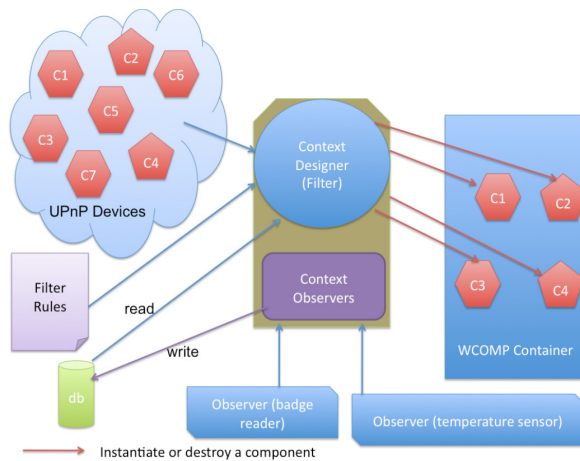 C1
C2
C6
C5
C3
C4
C7
UPnP Devices
Context
Designer
(Filter)
C1
C2
C3
C4
WCOMP Container
Filter
Rules
read
Context
Observers
write
db
Observer (badge
reader)
Observer (temperature sensor)
Instantiate or destroy a component